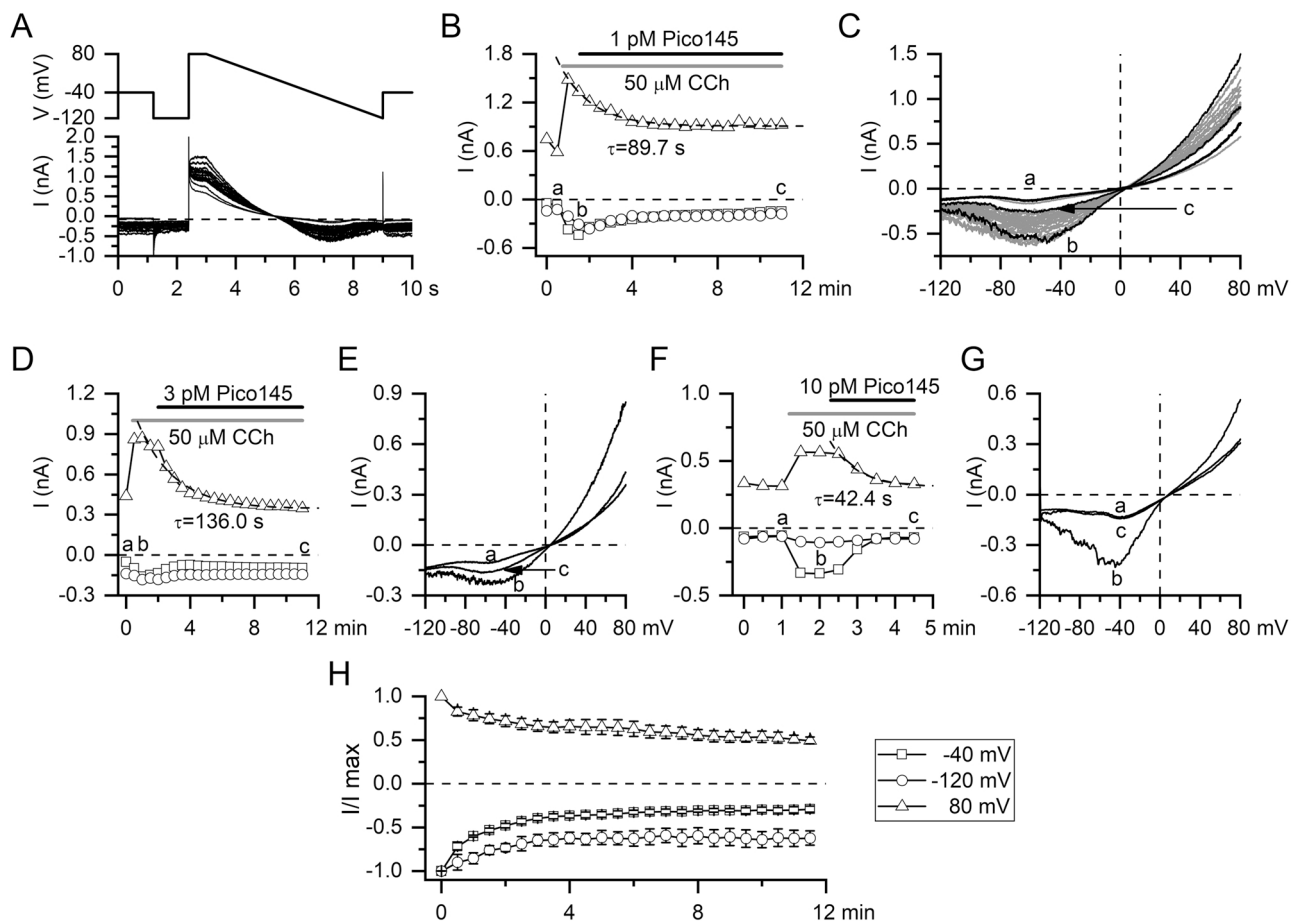 A
V (mV)
80
-40
-120
I (nA)
2.0
1.5
1.0
0.5
0.0
-0.5
-1.0
0 2 4 6 8 10 s
B
1 pM Pico145
50 μM CCh
I (nA)
1.8
1.2
0.6
0.0
-0.6
τ=89.7 s
a
b
c
0 4 8 12 min
C
I (nA)
1.5
1.0
0.5
0.0
-0.5
a
c
b
-120 -80 -40 0 40 80 mV
D
3 pM Pico145
50 μM CCh
I (nA)
1.2
0.9
0.6
0.3
0.0
-0.3
τ=136.0 s
a b c
0 4 8 12 min
E
I (nA)
0.9
0.6
0.3
0.0
-0.3
a
c
b
-120 -80 -40 0 40 80 mV
F
10 pM Pico145
50 μM CCh
I (nA)
1.0
0.5
0.0
-0.5
τ=42.4 s
a
b
c
0 1 2 3 4 5 min
G
I (nA)
0.6
0.3
0.0
-0.3
-0.6
a
c
b
-120 -80 -40 0 40 80 mV
H
I/I max
1.0
0.5
0.0
-0.5
-1.0
0 4 8 12 min
-40 mV
-120 mV
80 mV